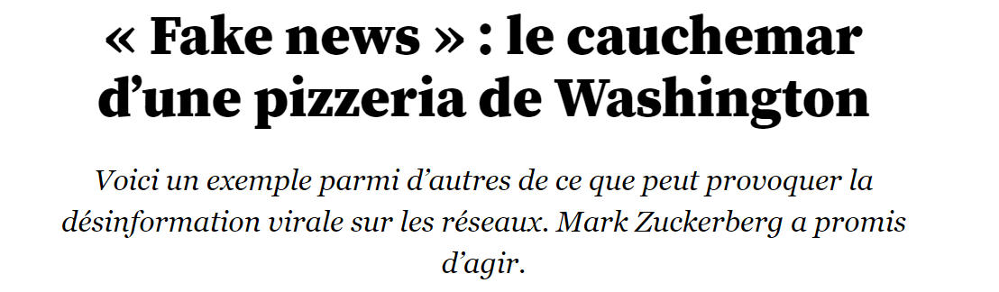 « Fake news » : le cauchemar
d’une pizzeria de Washington
Voici un exemple parmi d’autres de ce que peut provoquer la
désinformation virale sur les réseaux. Mark Zuckerberg a promis
d’agir.